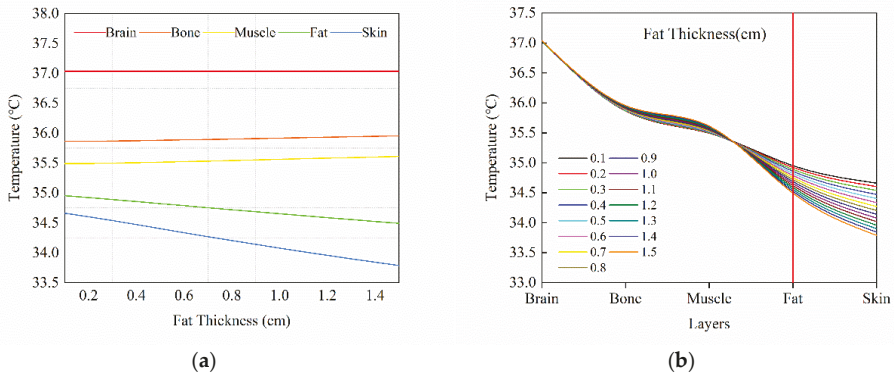 38.0
37.5
37.0
36.5
36.0
35.5
35.0
34.5
34.0
33.5
Temperature (°C)
Brain Bone Muscle Fat Skin
0.2 0.4 0.6 0.8 1.0 1.2 1.4
Fat Thickness (cm)
(a)
37.5
37.0
36.5
36.0
35.5
35.0
34.5
34.0
33.5
33.0
Temperature (°C)
Fat Thickness(cm)
0.1 0.9
0.2 1.0
0.3 1.1
0.4 1.2
0.5 1.3
0.6 1.4
0.7 1.5
0.8
Brain Bone Muscle Fat Skin
Layers
(b)